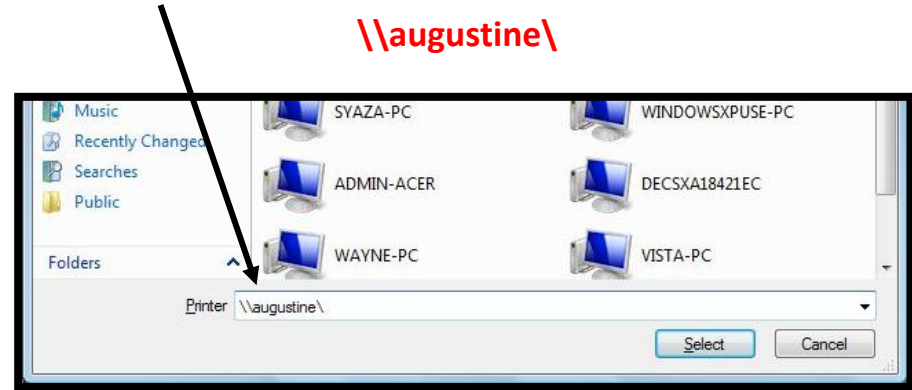 \\augustine\
Music
SYAZA-PC
WINDOWSXPUSE-PC
Recently Changed
Searches
ADMIN-ACER
DECSXA18421EC
Public
WAYNE-PC
VISTA-PC
Folders
Printer \\augustine\
Select Cancel